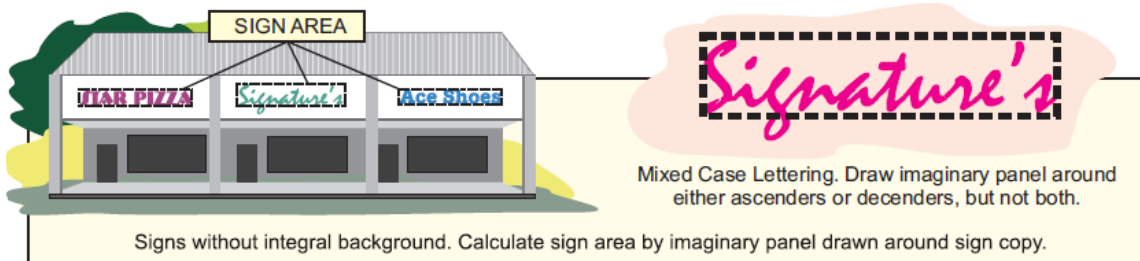 SIGN AREA
STAR PIZZA
Signature's
Ace Shoes
Signature's
Mixed Case Lettering. Draw imaginary panel around
either ascenders or decenders, but not both.
Signs without integral background. Calculate sign area by imaginary panel drawn around sign copy.